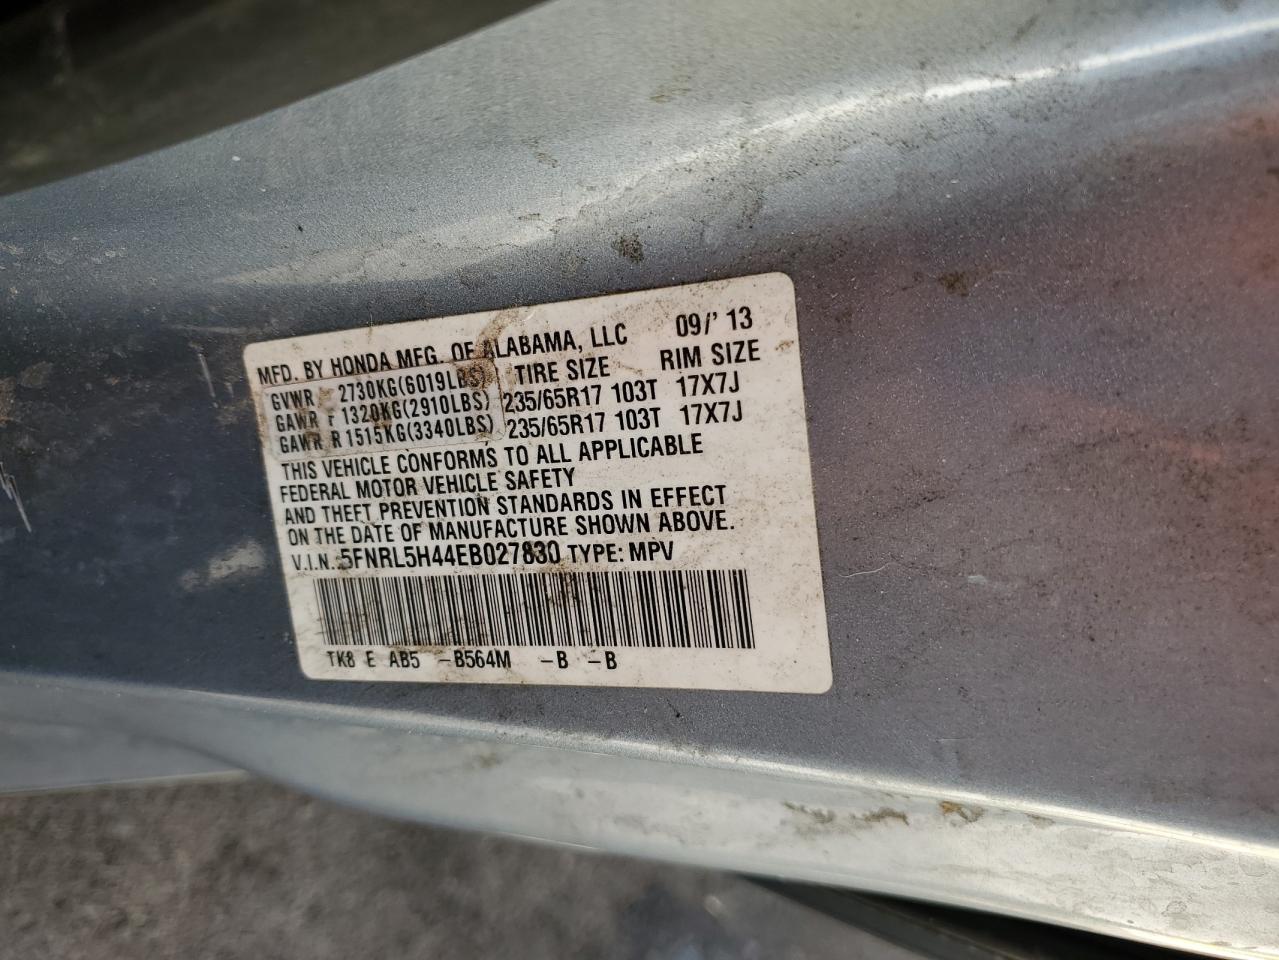 MFD. BY HONDA MFG. OF ALABAMA, LLC 09/'13
GVWR 2730KG(6019LBS) TIRE SIZE RIM SIZE
GAWR F 1320KG(2910LBS) 235/65R17 103T 17X7J
GAWR R 1515KG(3340LBS) 235/65R17 103T 17X7J
THIS VEHICLE CONFORMS TO ALL APPLICABLE
FEDERAL MOTOR VEHICLE SAFETY
AND THEFT PREVENTION STANDARDS IN EFFECT
ON THE DATE OF MANUFACTURE SHOWN ABOVE.
V.I.N.:5FNRL5H44EB027830 TYPE: MPV
TK8 E AB5 -B564M -B -B